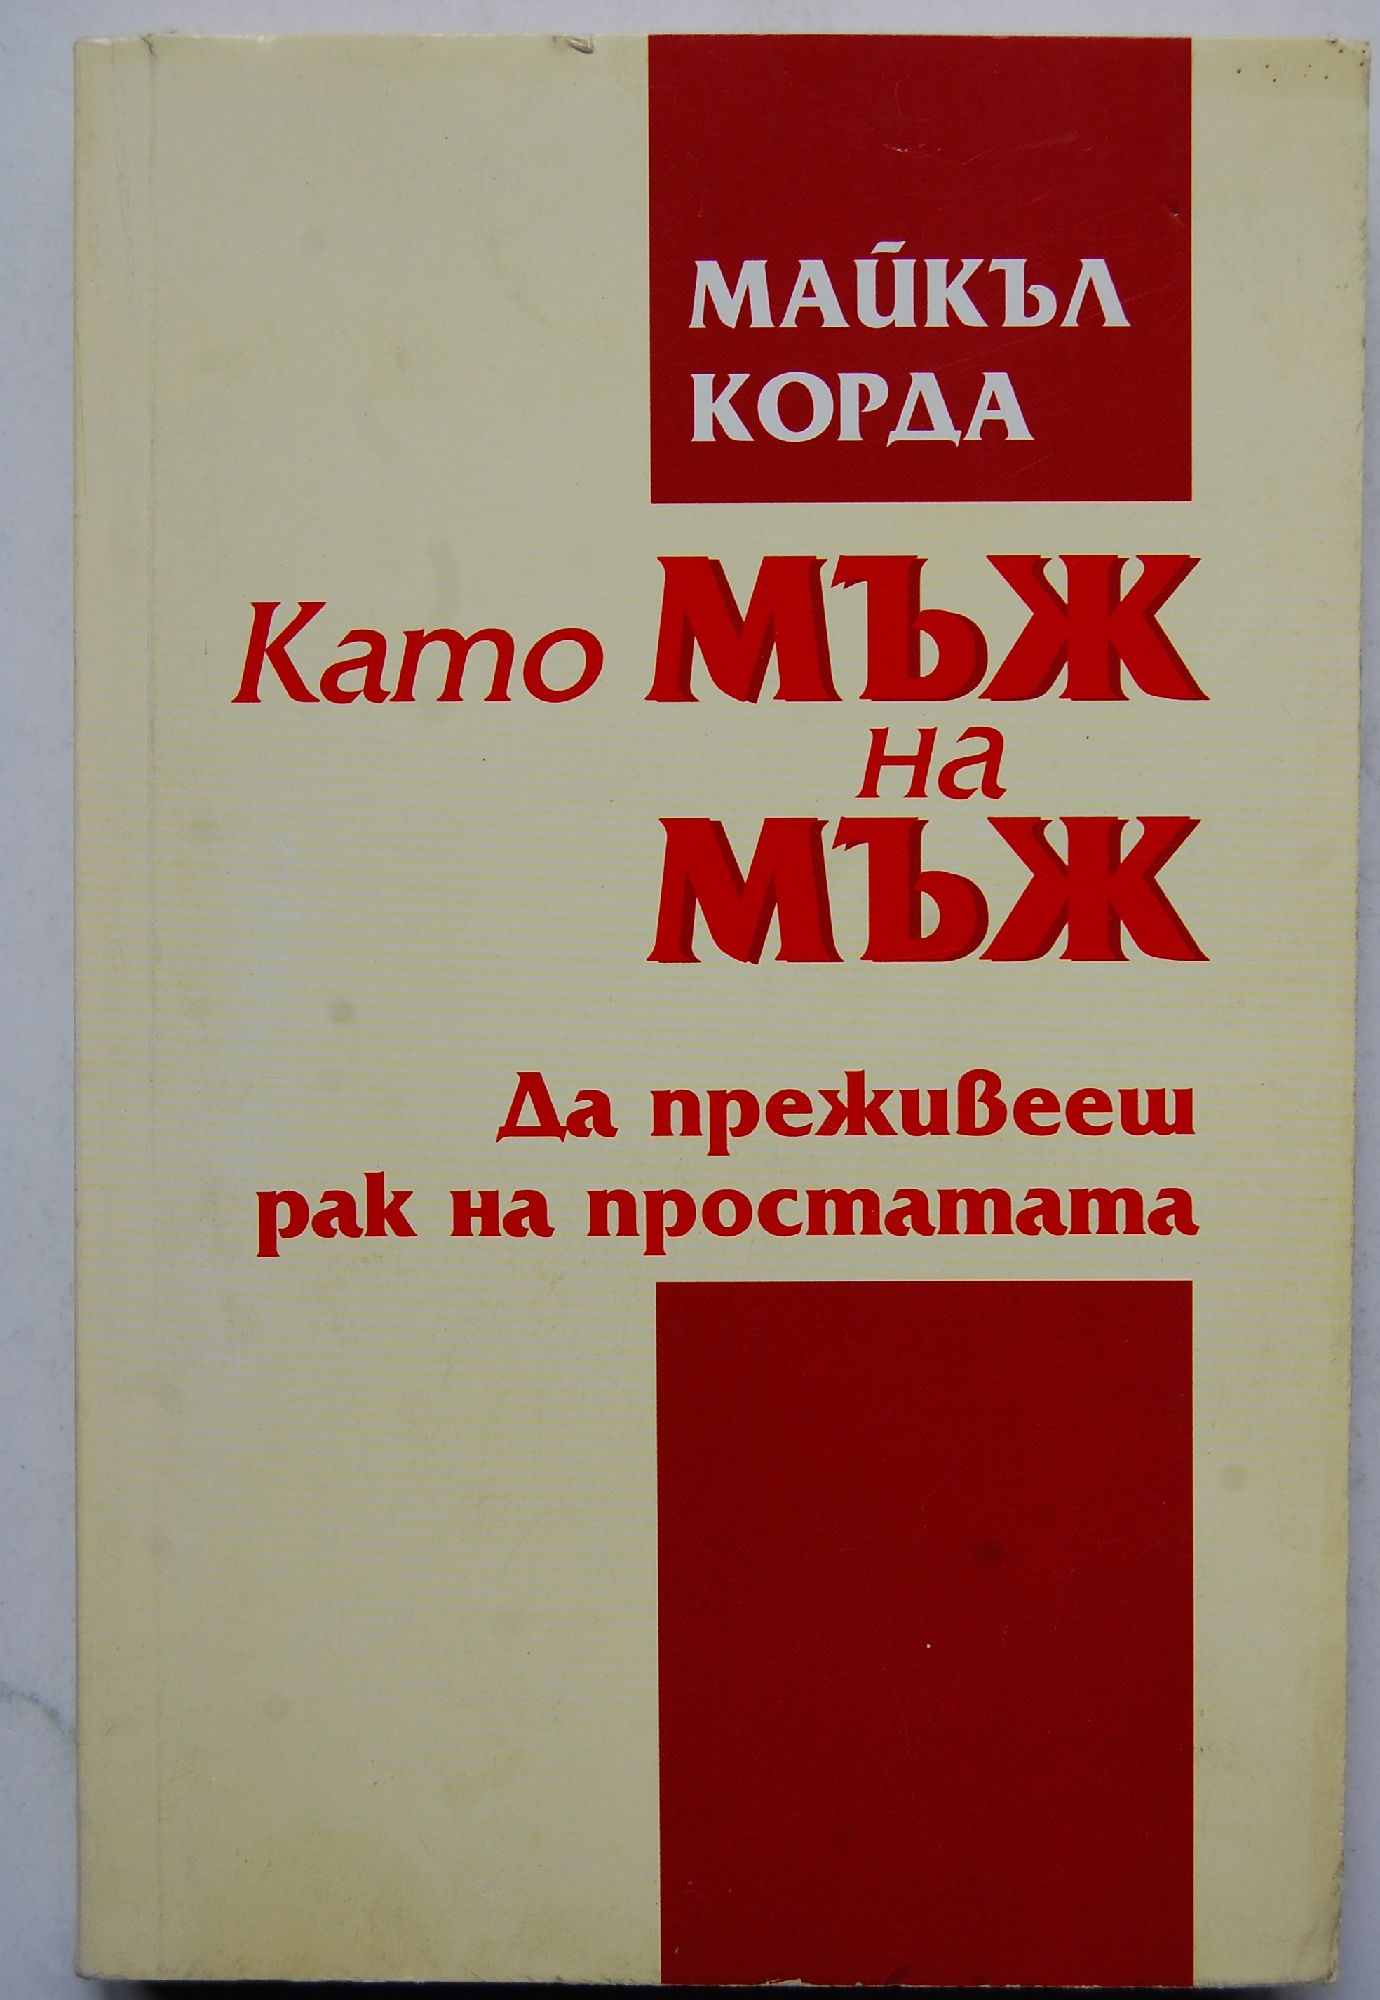 МАЙКЪЛ
КОРДА
Като МЪЖ
на
МЪЖ
Да преживееш
рак на простатата